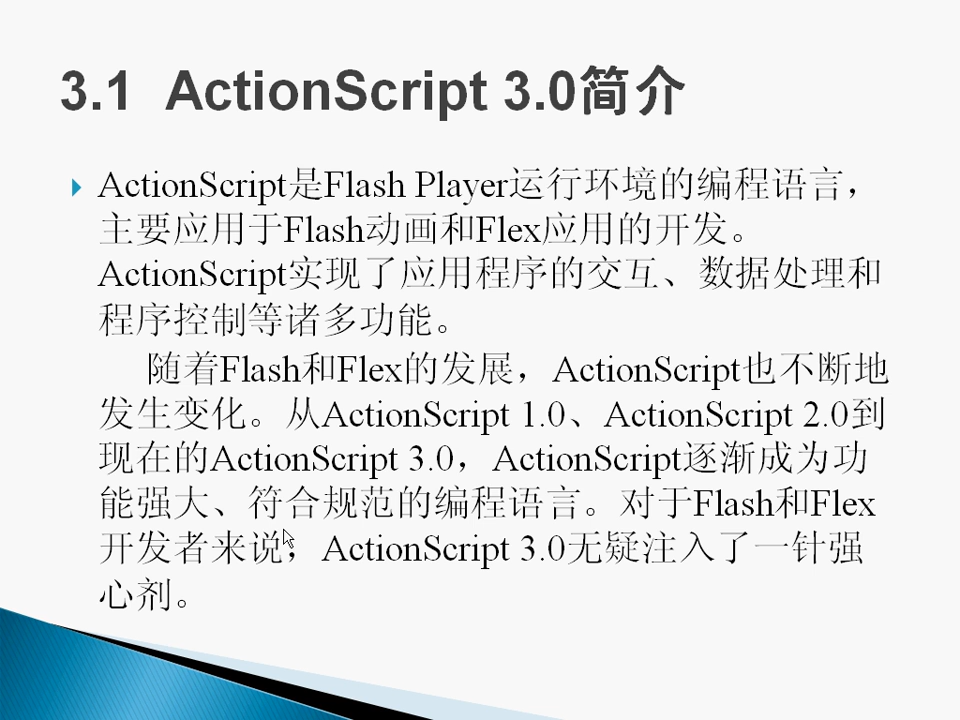 3.1 ActionScript 3.0简介
ActionScript是Flash Player运行环境的编程语言，
主要应用于Flash动画和Flex应用的开发。
ActionScript实现了应用程序的交互、数据处理和
程序控制等诸多功能。
随着Flash和Flex的发展，ActionScript也不断地
发生变化。从ActionScript 1.0、ActionScript 2.0到
现在的ActionScript 3.0，ActionScript逐渐成为功
能强大、符合规范的编程语言。对于Flash和Flex
开发者来说，ActionScript 3.0无疑注入了一针强
心剂。